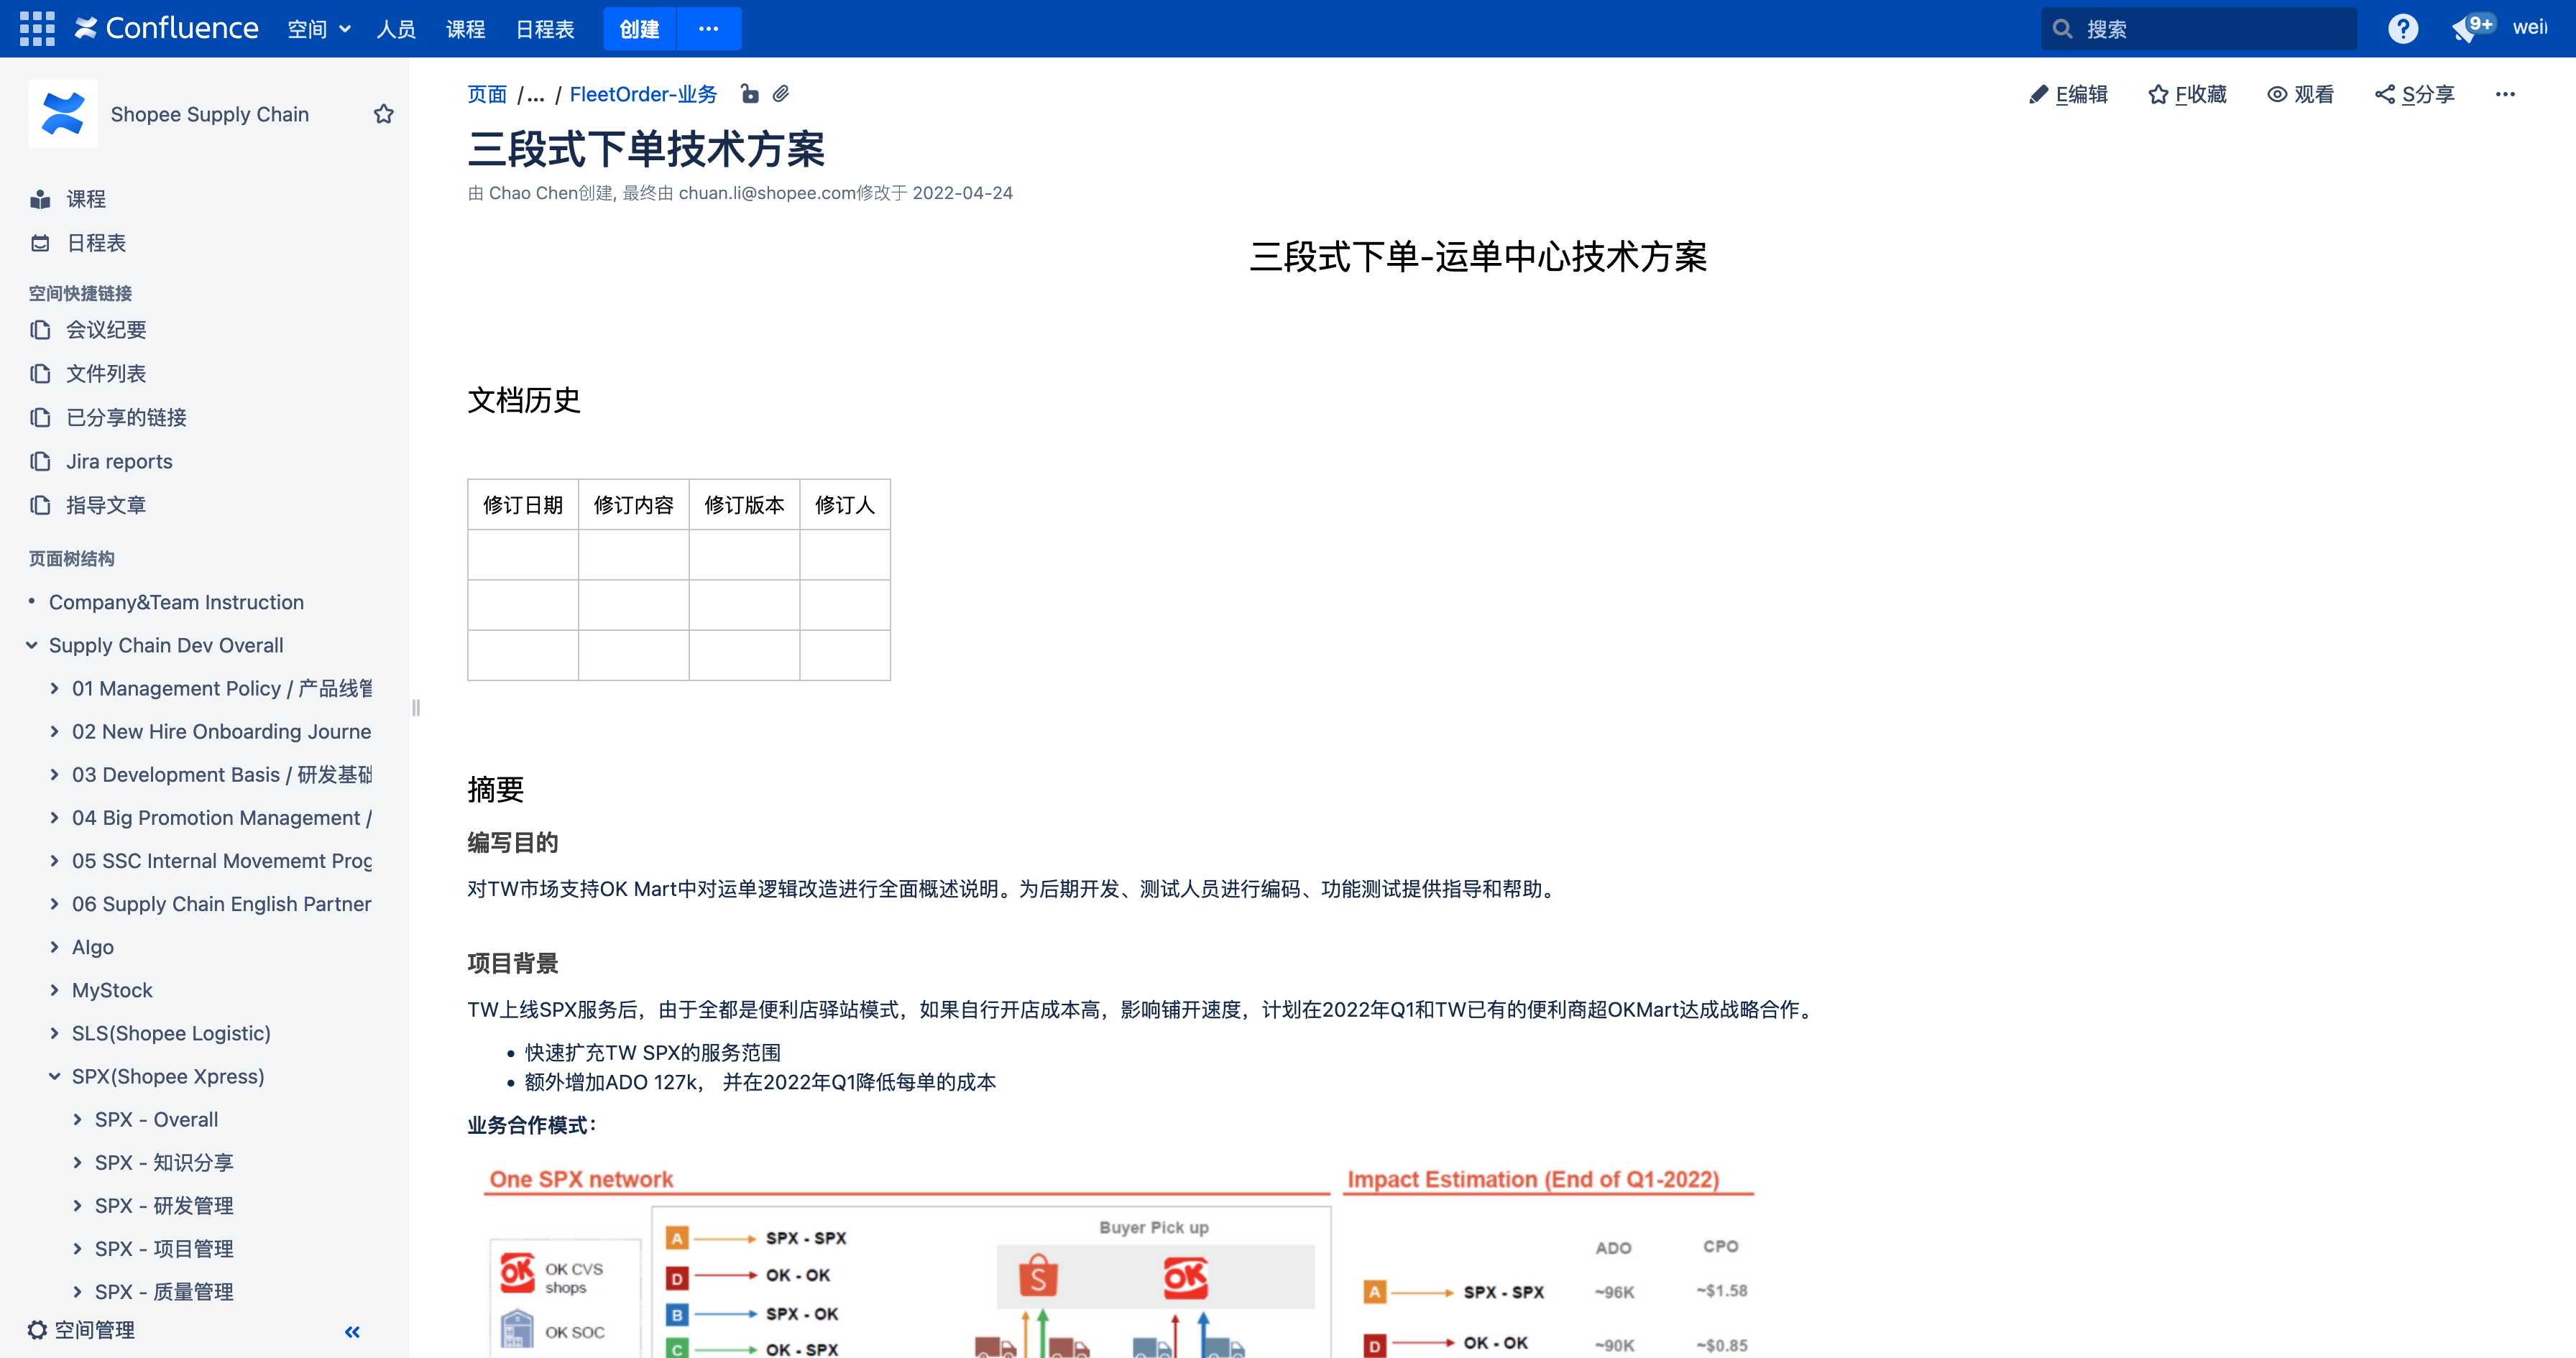 Confluence 空间 人员 课程 日程表 创建 ··· 搜索 9+
Shopee Supply Chain
课程
日程表
空间快捷链接
会议纪要
文件列表
已分享的链接
Jira reports
指导文章
页面树结构
Company&Team Instruction
Supply Chain Dev Overall
01 Management Policy / 产品线管
02 New Hire Onboarding Journe
03 Development Basis / 研发基础
04 Big Promotion Management /
05 SSC Internal Movememt Prog
06 Supply Chain English Partner
Algo
MyStock
SLS(Shopee Logistic)
SPX(Shopee Xpress)
SPX - Overall
SPX - 知识分享
SPX - 研发管理
SPX - 项目管理
SPX - 质量管理
空间管理
页面 /... / FleetOrder-业务
E编辑 F收藏 观看 S分享 ···
三段式下单技术方案
由 Chao Chen创建, 最终由 chuan.li@shopee.com修改于 2022-04-24
三段式下单-运单中心技术方案
文档历史
修订日期 修订内容 修订版本 修订人
摘要
编写目的
对TW市场支持OK Mart中对运单逻辑改造进行全面概述说明。为后期开发、测试人员进行编码、功能测试提供指导和帮助。
项目背景
TW上线SPX服务后，由于全都是便利店驿站模式，如果自行开店成本高，影响铺开速度，计划在2022年Q1和TW已有的便利商超OKMart达成战略合作。
快速扩充TW SPX的服务范围
额外增加ADO 127k， 并在2022年Q1降低每单的成本
业务合作模式：
One SPX network
OK OK CVS
shops
OK SOC
A SPX - SPX
D OK - OK
B SPX - OK
C OK - SPX
Buyer Pick up
S OK
Impact Estimation (End of Q1-2022)
ADO CPO
A SPX - SPX ~96K ~$1.58
D OK - OK ~90K ~$0.85